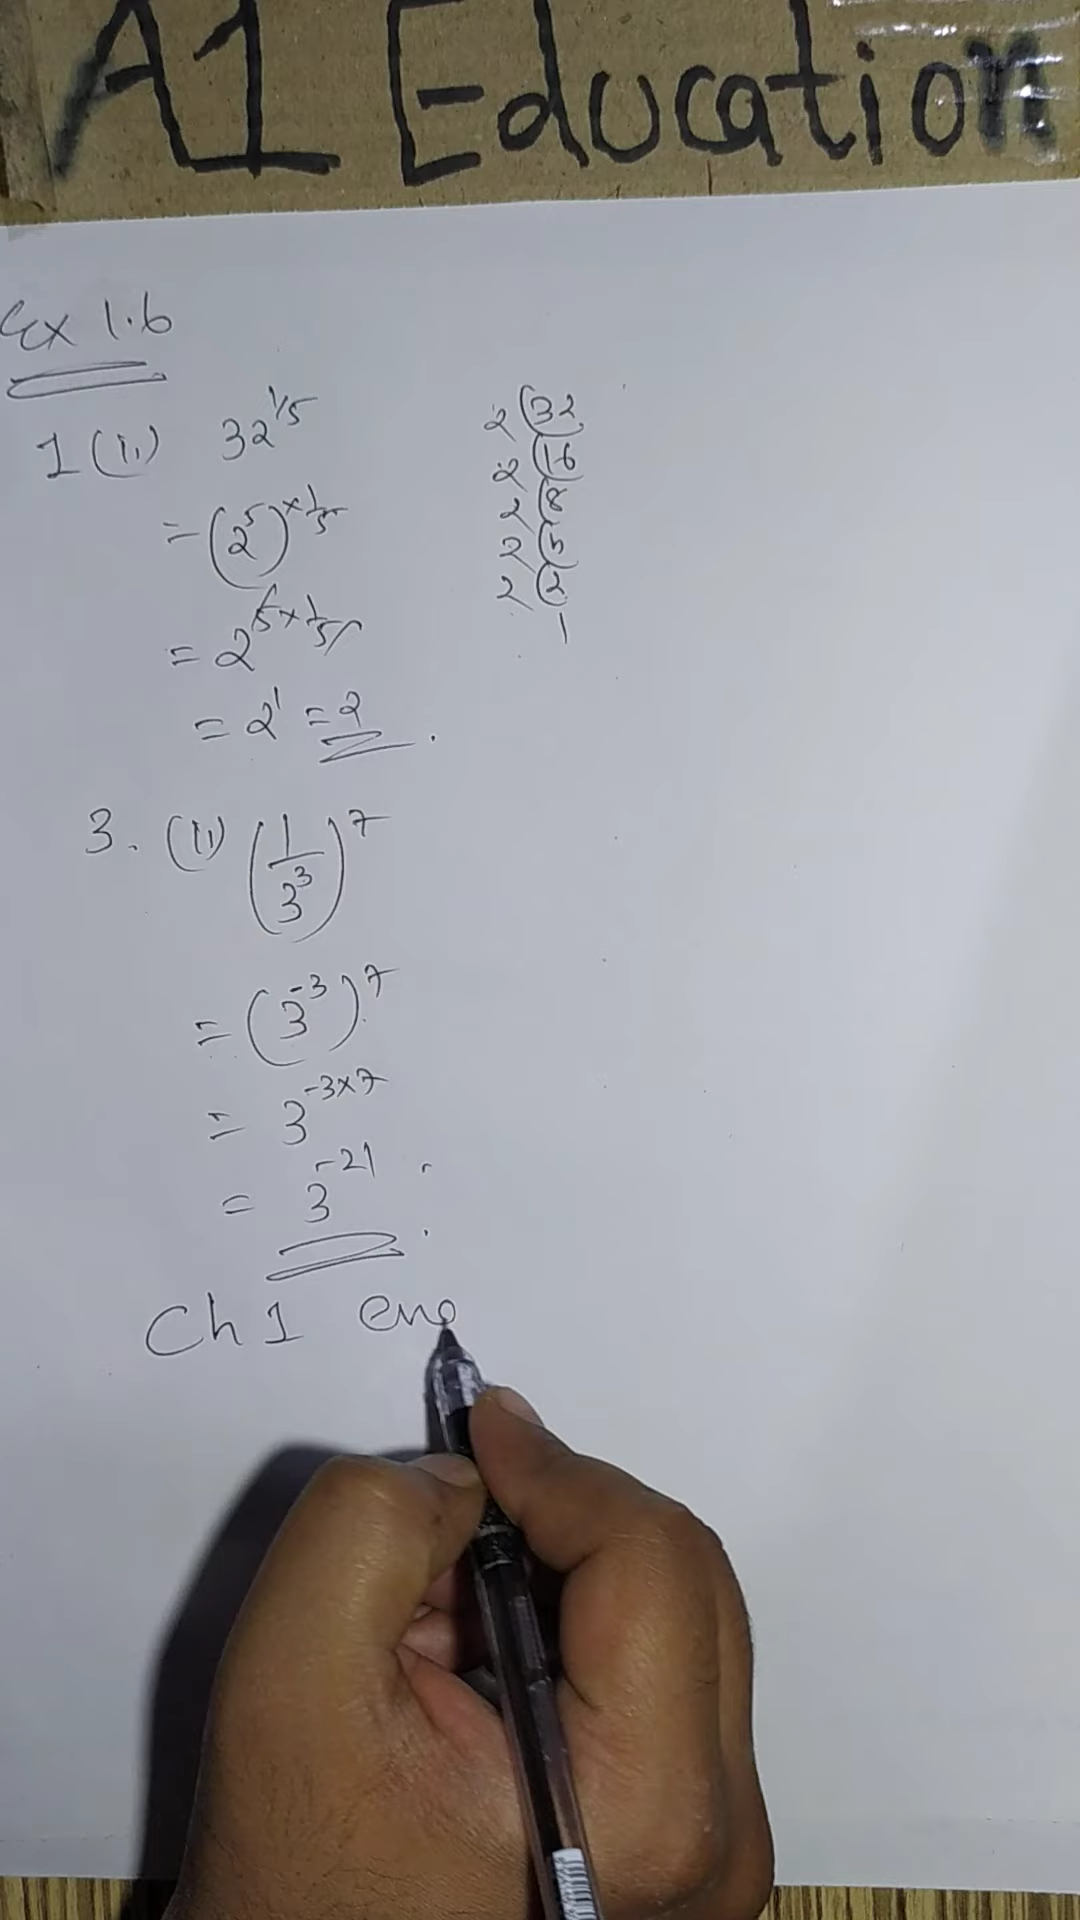 A1 Education
Ex 1.6
1 (ii) 32^1/5
= (2^5)^×1/5
= 2^5×1/5
= 2^1 = 2
2 (32
2 (16
2 (8
2 (5
2 (2
1
3. (ii) (1/3^3)^7
= (3^-3)^7
= 3^-3×7
= 3^-21
Ch 1 en